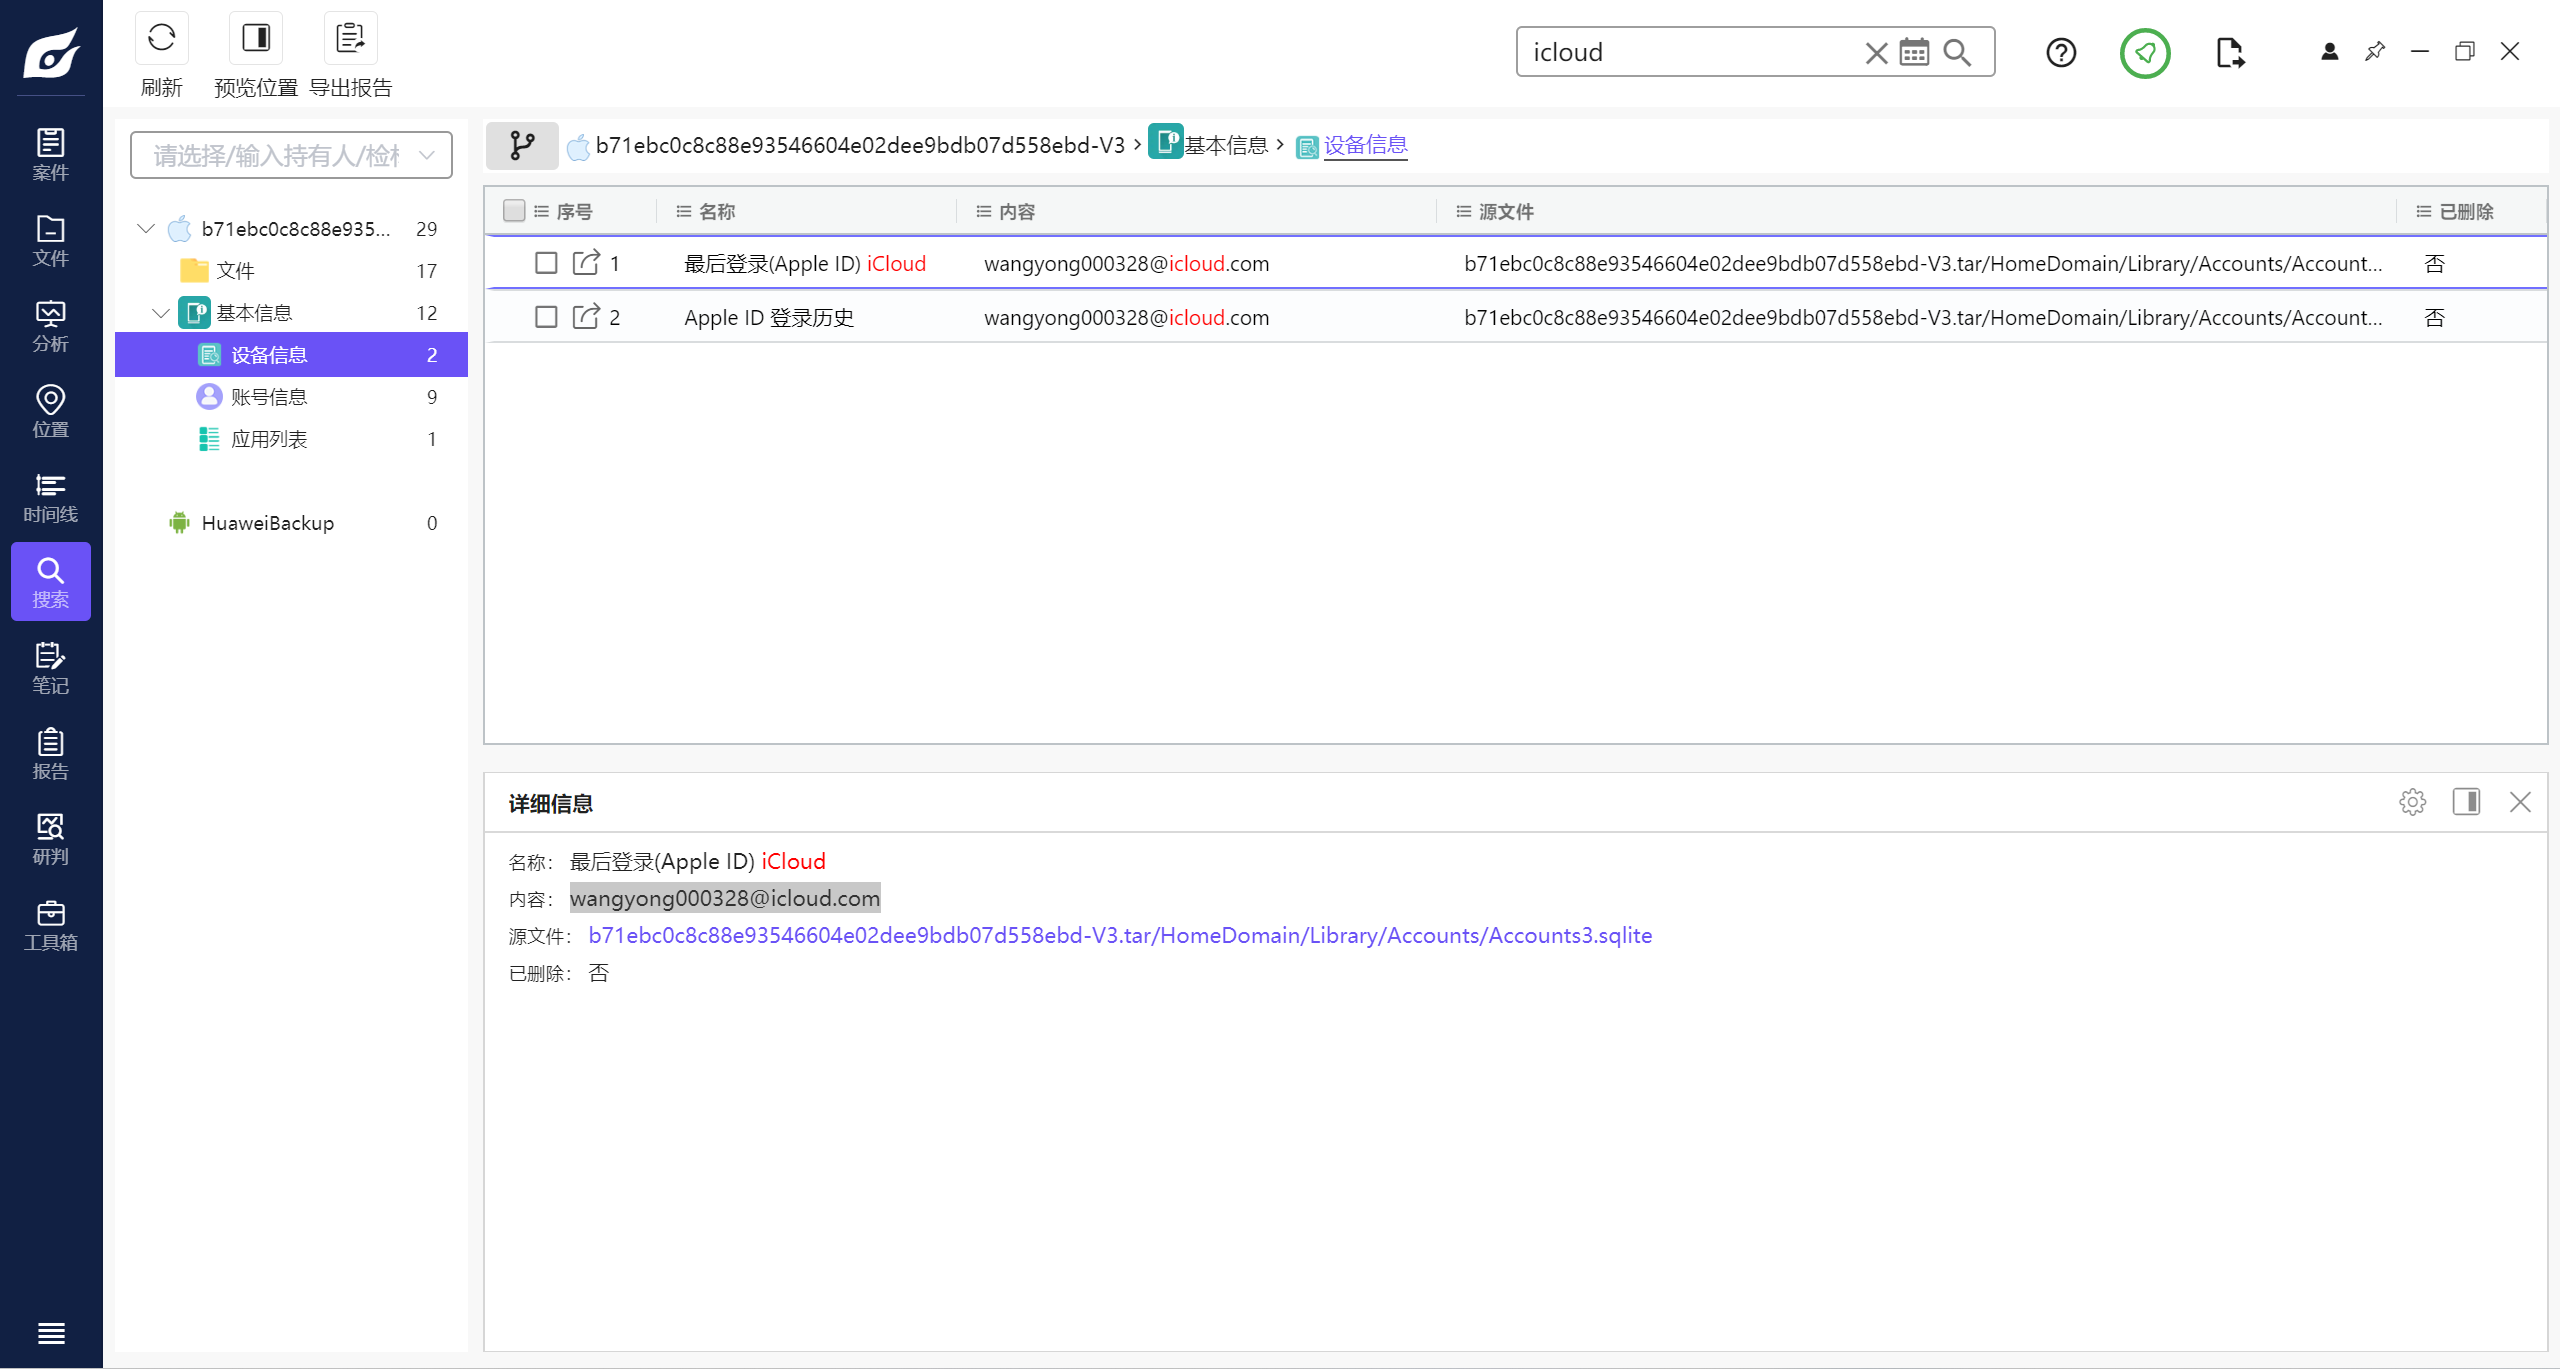 刷新
预览位置
导出报告
icloud
案件
文件
分析
位置
时间线
搜索
笔记
报告
研判
工具箱
请选择/输入持有人/检材
b71ebc0c8c88e935... 29
文件 17
基本信息 12
设备信息 2
账号信息 9
应用列表 1
HuaweiBackup 0
b71ebc0c8c88e93546604e02dee9bdb07d558ebd-V3 › 基本信息 › 设备信息
序号 名称 内容 源文件 已删除
1 最后登录(Apple ID) iCloud wangyong000328@icloud.com b71ebc0c8c88e93546604e02dee9bdb07d558ebd-V3.tar/HomeDomain/Library/Accounts/Account... 否
2 Apple ID 登录历史 wangyong000328@icloud.com b71ebc0c8c88e93546604e02dee9bdb07d558ebd-V3.tar/HomeDomain/Library/Accounts/Account... 否
详细信息
名称： 最后登录(Apple ID) iCloud
内容： wangyong000328@icloud.com
源文件： b71ebc0c8c88e93546604e02dee9bdb07d558ebd-V3.tar/HomeDomain/Library/Accounts/Accounts3.sqlite
已删除： 否